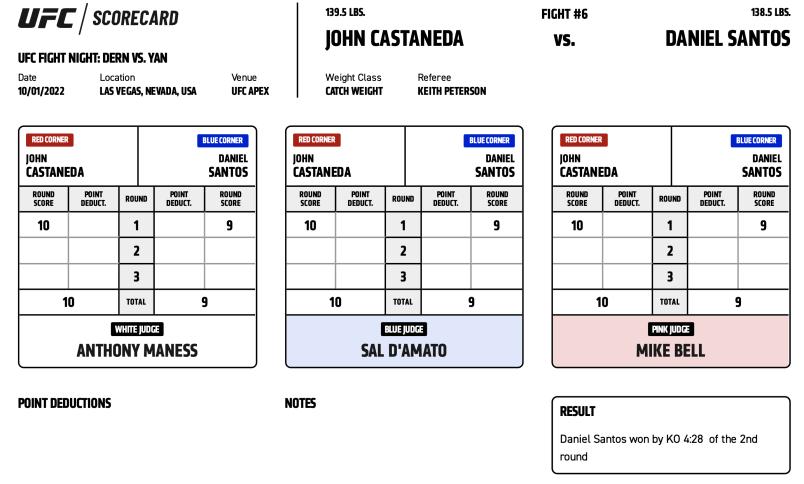 UFC / SCORECARD
UFC FIGHT NIGHT: DERN VS. YAN
Date Location Venue
10/01/2022 LAS VEGAS, NEVADA, USA UFC APEX
139.5 LBS. FIGHT #6 138.5 LBS.
JOHN CASTANEDA vs. DANIEL SANTOS
Weight Class Referee
CATCH WEIGHT KEITH PETERSON
RED CORNER BLUE CORNER
JOHN DANIEL
CASTANEDA SANTOS
ROUND SCORE POINT DEDUCT. ROUND POINT DEDUCT. ROUND SCORE
10 1 9
2
3
10 TOTAL 9
WHITE JUDGE
ANTHONY MANESS
RED CORNER BLUE CORNER
JOHN DANIEL
CASTANEDA SANTOS
ROUND SCORE POINT DEDUCT. ROUND POINT DEDUCT. ROUND SCORE
10 1 9
2
3
10 TOTAL 9
BLUE JUDGE
SAL D'AMATO
RED CORNER BLUE CORNER
JOHN DANIEL
CASTANEDA SANTOS
ROUND SCORE POINT DEDUCT. ROUND POINT DEDUCT. ROUND SCORE
10 1 9
2
3
10 TOTAL 9
PINK JUDGE
MIKE BELL
POINT DEDUCTIONS
NOTES
RESULT
Daniel Santos won by KO 4:28 of the 2nd
round